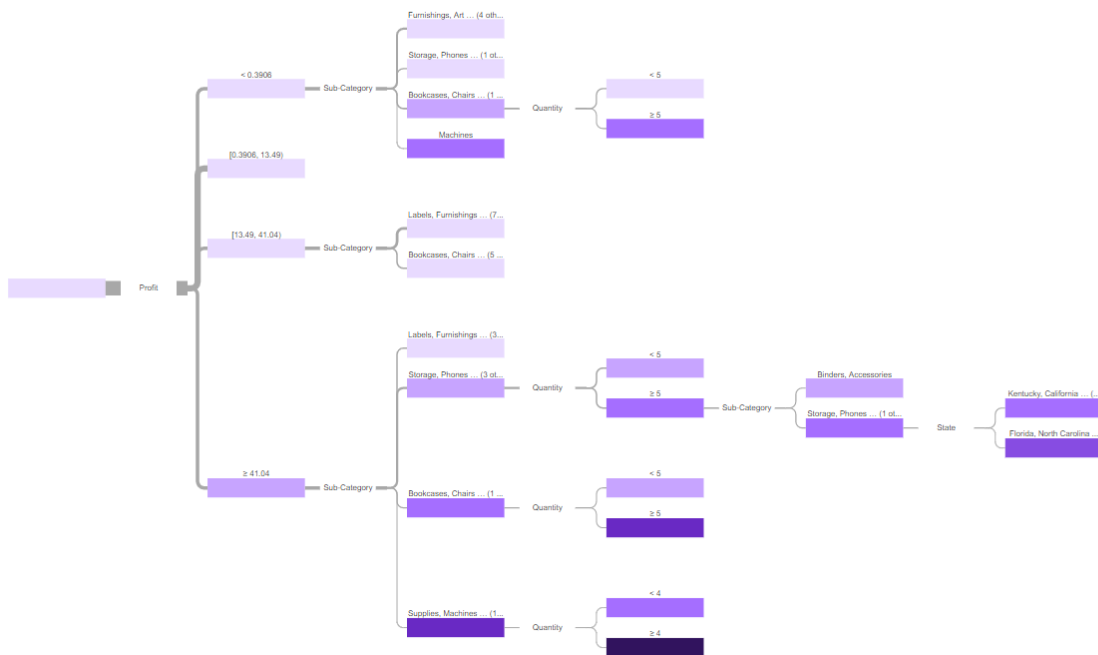 Furnishings, Art ... (4 oth...
Storage, Phones ... (1 ot...
< 0.3906
Sub-Category
Bookcases, Chairs ... (1 ...
Quantity
< 5
≥ 5
Machines
[0.3906, 13.49)
Labels, Furnishings ... (7...
[13.49, 41.04)
Sub-Category
Bookcases, Chairs ... (5 ...
Profit
Labels, Furnishings ... (3...
Storage, Phones ... (3 ot...
Quantity
< 5
≥ 5
Sub-Category
Binders, Accessories
Storage, Phones ... (1 ot...
State
Kentucky, California ... (...
Florida, North Carolina ...
≥ 41.04
Sub-Category
Bookcases, Chairs ... (1 ...
Quantity
< 5
≥ 5
Supplies, Machines ... (1...
Quantity
< 4
≥ 4